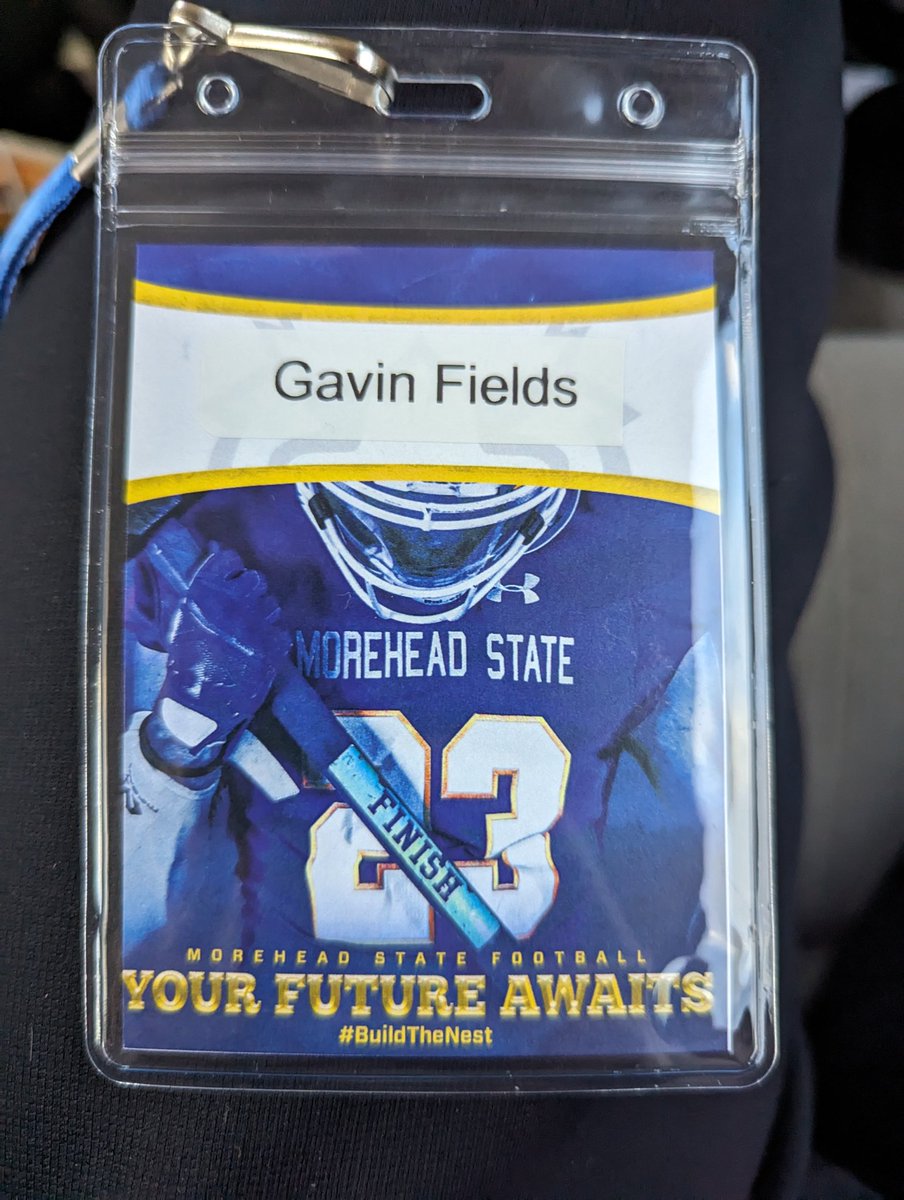 Gavin Fields
MOREHEAD STATE
23
FINISH
MOREHEAD STATE FOOTBALL
YOUR FUTURE AWAITS
#BuildTheNest